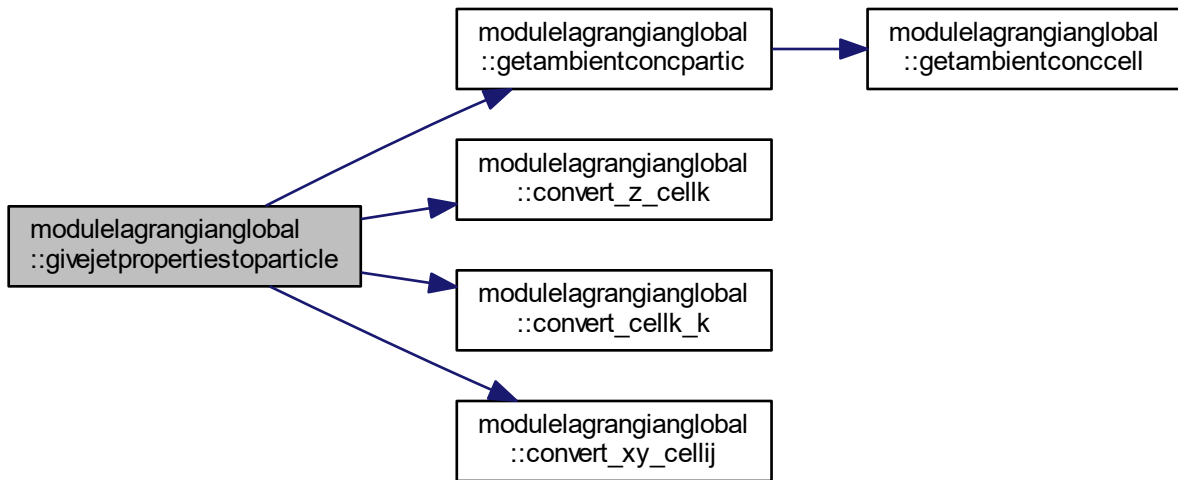 modulelagrangianglobal
::givejetpropertiestoparticle
modulelagrangianglobal
::getambientconcpartic
modulelagrangianglobal
::getambientconccell
modulelagrangianglobal
::convert_z_cellk
modulelagrangianglobal
::convert_cellk_k
modulelagrangianglobal
::convert_xy_cellij